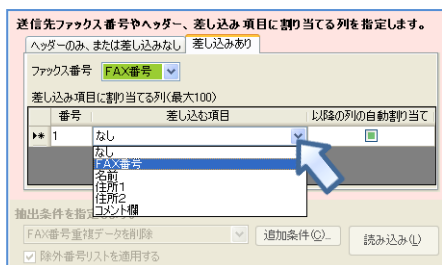 送信先ファックス番号やヘッダー、差し込み項目に割り当てる列を指定します。
ヘッダーのみ、または差し込みなし 差し込みあり
ファックス番号 FAX番号
差し込み項目に割り当てる列(最大100)
番号 差し込む項目 以降の列の自動割り当て
1 なし
なし
FAX番号
名前
住所1
住所2
コメント欄
抽出条件を指定
FAX番号重複データを削除 追加条件(C)... 読み込み(L)
除外番号リストを適用する